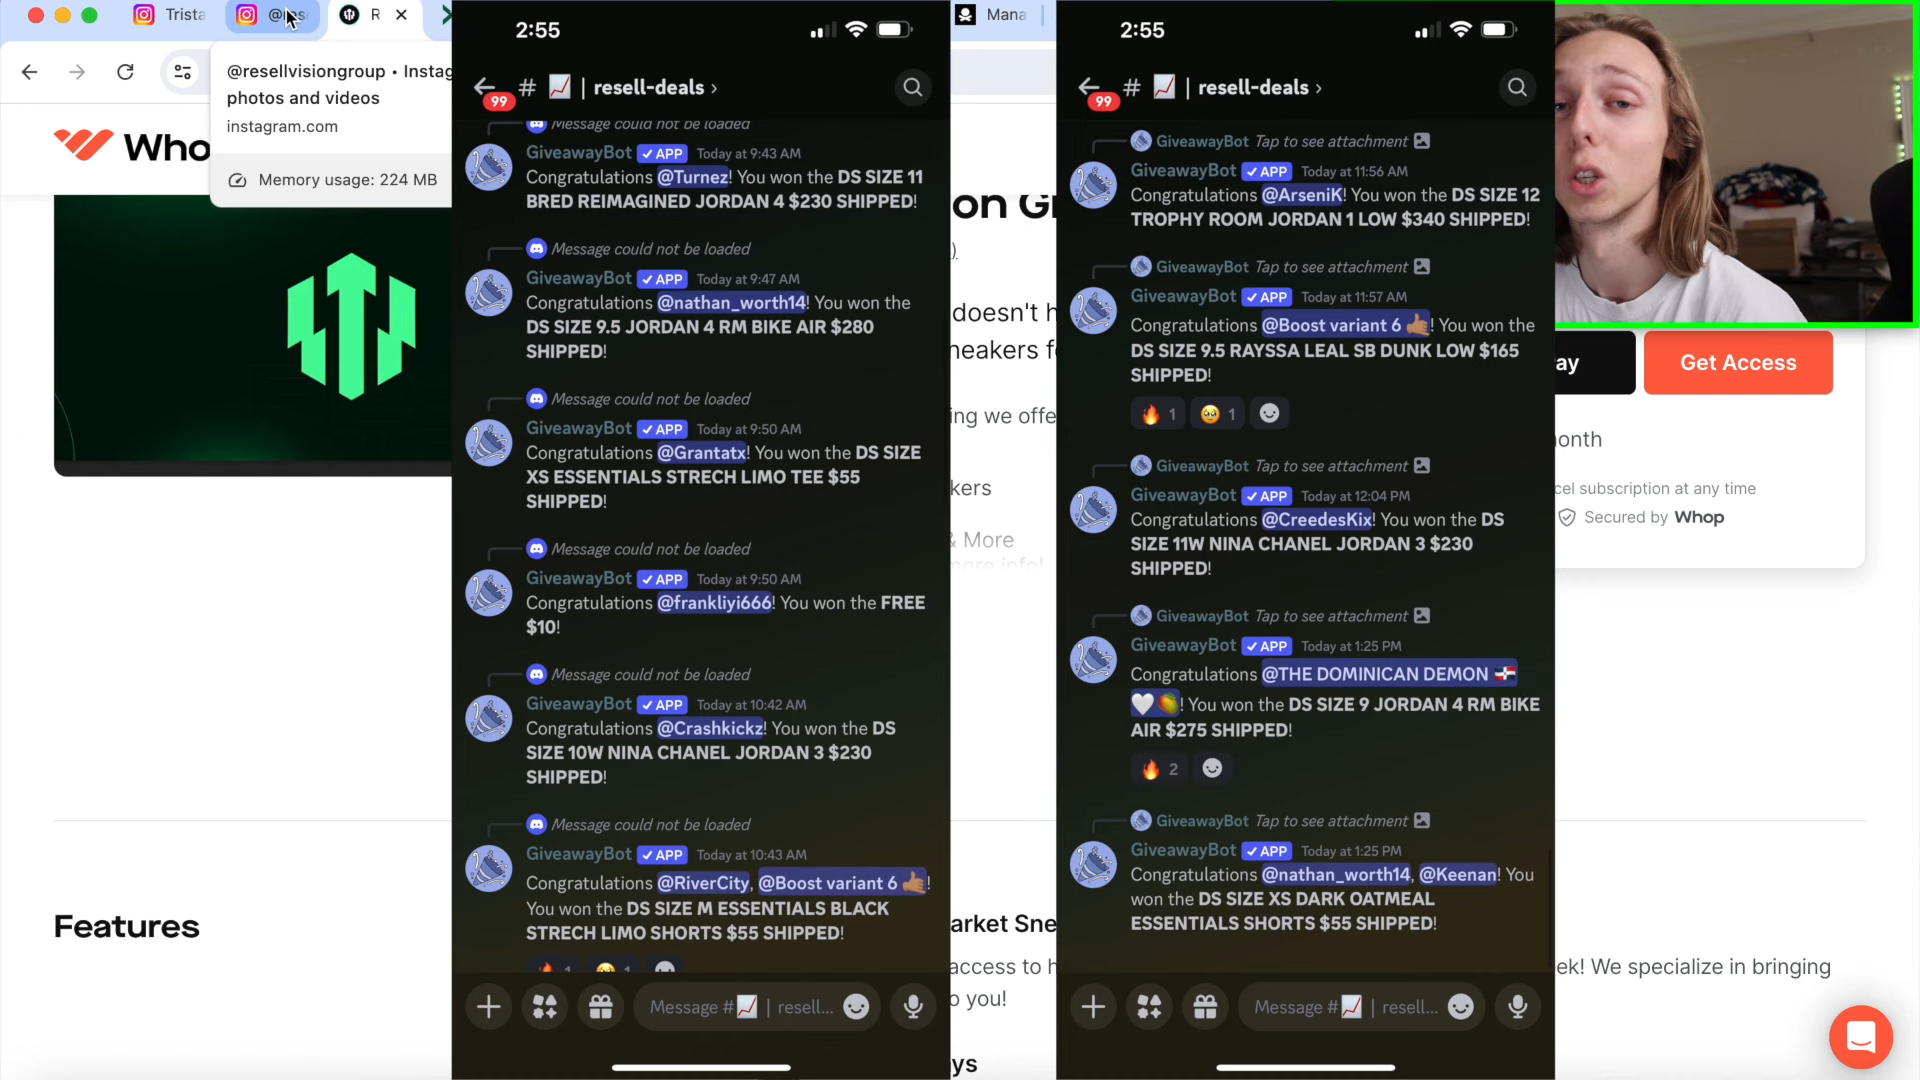 Trista
@res
R
Mana
@resellvisiongroup • Instag
photos and videos
instagram.com
Memory usage: 224 MB
Who
on Gr
).
doesn't h
neakers fo
ing we offe
kers
& More
more info!
ay
Get Access
month
cel subscription at any time
Secured by Whop
Features
arket Sne
access to h
ek! We specialize in bringing
o you!
ys
2:55
99
# | resell-deals ›
Message could not be loaded
GiveawayBot ✓ APP Today at 9:43 AM
Congratulations @Turnez! You won the DS SIZE 11
BRED REIMAGINED JORDAN 4 $230 SHIPPED!
Message could not be loaded
GiveawayBot ✓ APP Today at 9:47 AM
Congratulations @nathan_worth14! You won the
DS SIZE 9.5 JORDAN 4 RM BIKE AIR $280
SHIPPED!
Message could not be loaded
GiveawayBot ✓ APP Today at 9:50 AM
Congratulations @Grantatx! You won the DS SIZE
XS ESSENTIALS STRECH LIMO TEE $55
SHIPPED!
Message could not be loaded
GiveawayBot ✓ APP Today at 9:50 AM
Congratulations @frankliyi666! You won the FREE
$10!
Message could not be loaded
GiveawayBot ✓ APP Today at 10:42 AM
Congratulations @Crashkickz! You won the DS
SIZE 10W NINA CHANEL JORDAN 3 $230
SHIPPED!
Message could not be loaded
GiveawayBot ✓ APP Today at 10:43 AM
Congratulations @RiverCity, @Boost variant 6 🤙🏽!
You won the DS SIZE M ESSENTIALS BLACK
STRECH LIMO SHORTS $55 SHIPPED!
🔥 1 🥹 1
Message # | resell...
2:55
99
# | resell-deals ›
GiveawayBot Tap to see attachment
GiveawayBot ✓ APP Today at 11:56 AM
Congratulations @ArseniK! You won the DS SIZE 12
TROPHY ROOM JORDAN 1 LOW $340 SHIPPED!
GiveawayBot Tap to see attachment
GiveawayBot ✓ APP Today at 11:57 AM
Congratulations @Boost variant 6 🤙🏽! You won the
DS SIZE 9.5 RAYSSA LEAL SB DUNK LOW $165
SHIPPED!
🔥 1 🥹 1
GiveawayBot Tap to see attachment
GiveawayBot ✓ APP Today at 12:04 PM
Congratulations @CreedesKix! You won the DS
SIZE 11W NINA CHANEL JORDAN 3 $230
SHIPPED!
GiveawayBot Tap to see attachment
GiveawayBot ✓ APP Today at 1:25 PM
Congratulations @THE DOMINICAN DEMON 🇩🇴
🤍🥭! You won the DS SIZE 9 JORDAN 4 RM BIKE
AIR $275 SHIPPED!
🔥 2
GiveawayBot Tap to see attachment
GiveawayBot ✓ APP Today at 1:25 PM
Congratulations @nathan_worth14, @Keenan! You
won the DS SIZE XS DARK OATMEAL
ESSENTIALS SHORTS $55 SHIPPED!
Message # | resell...